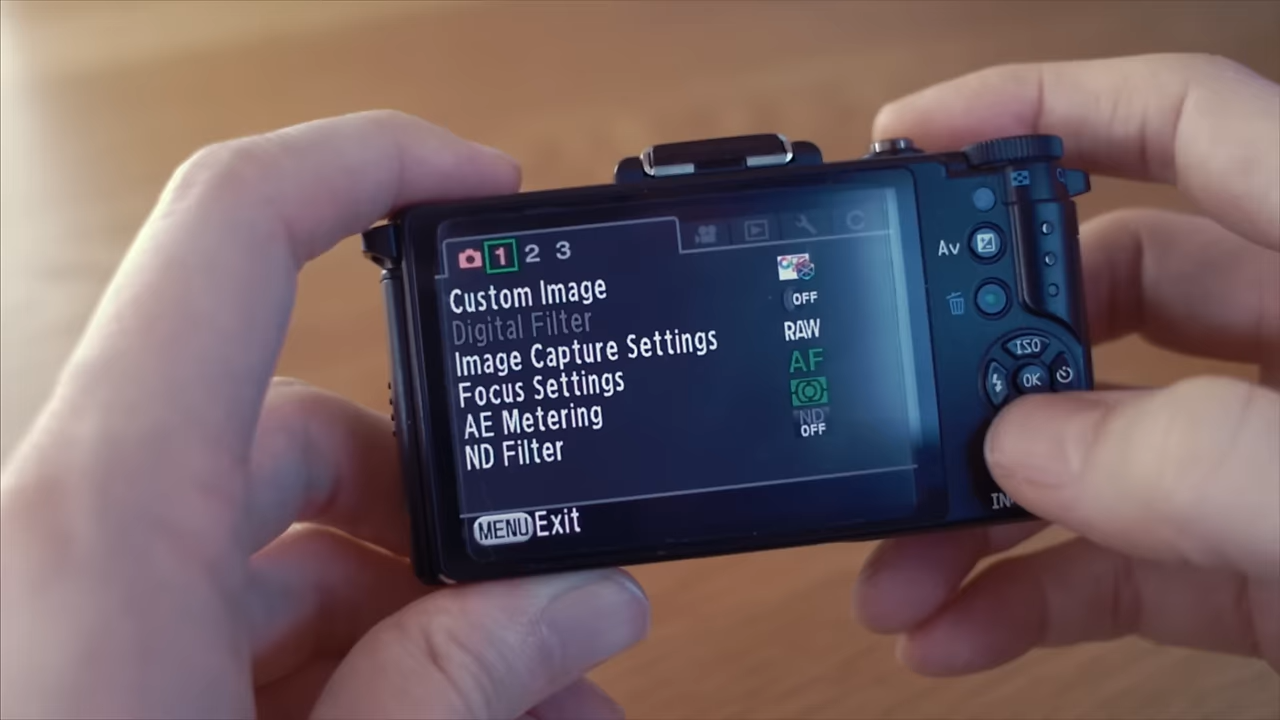 1 2 3
C
Custom Image
Digital Filter
OFF
Image Capture Settings
RAW
Focus Settings
AF
AE Metering
ND Filter
ND
OFF
MENU Exit
Av
ISO
OK